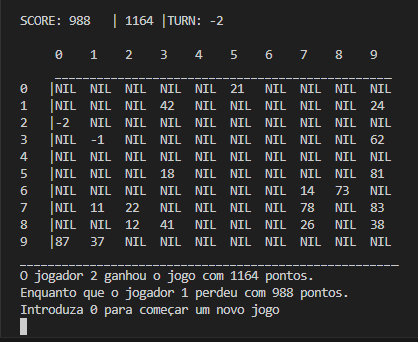 SCORE: 988 | 1164 |TURN: -2
0 1 2 3 4 5 6 7 8 9
________________________________________________
0 |NIL NIL NIL NIL NIL 21 NIL NIL NIL NIL
1 |NIL NIL NIL 42 NIL NIL NIL NIL NIL 24
2 |-2 NIL NIL NIL NIL NIL NIL NIL NIL NIL
3 |NIL -1 NIL NIL NIL NIL NIL NIL NIL 62
4 |NIL NIL NIL NIL NIL NIL NIL NIL NIL NIL
5 |NIL NIL NIL 18 NIL NIL NIL NIL NIL 81
6 |NIL NIL NIL NIL NIL NIL NIL 14 73 NIL
7 |NIL 11 22 NIL NIL NIL NIL 78 NIL 83
8 |NIL NIL 12 41 NIL NIL NIL 26 NIL 38
9 |87 37 NIL NIL NIL NIL NIL NIL NIL NIL
______________________________________________________
O jogador 2 ganhou o jogo com 1164 pontos.
Enquanto que o jogador 1 perdeu com 988 pontos.
Introduza 0 para começar um novo jogo